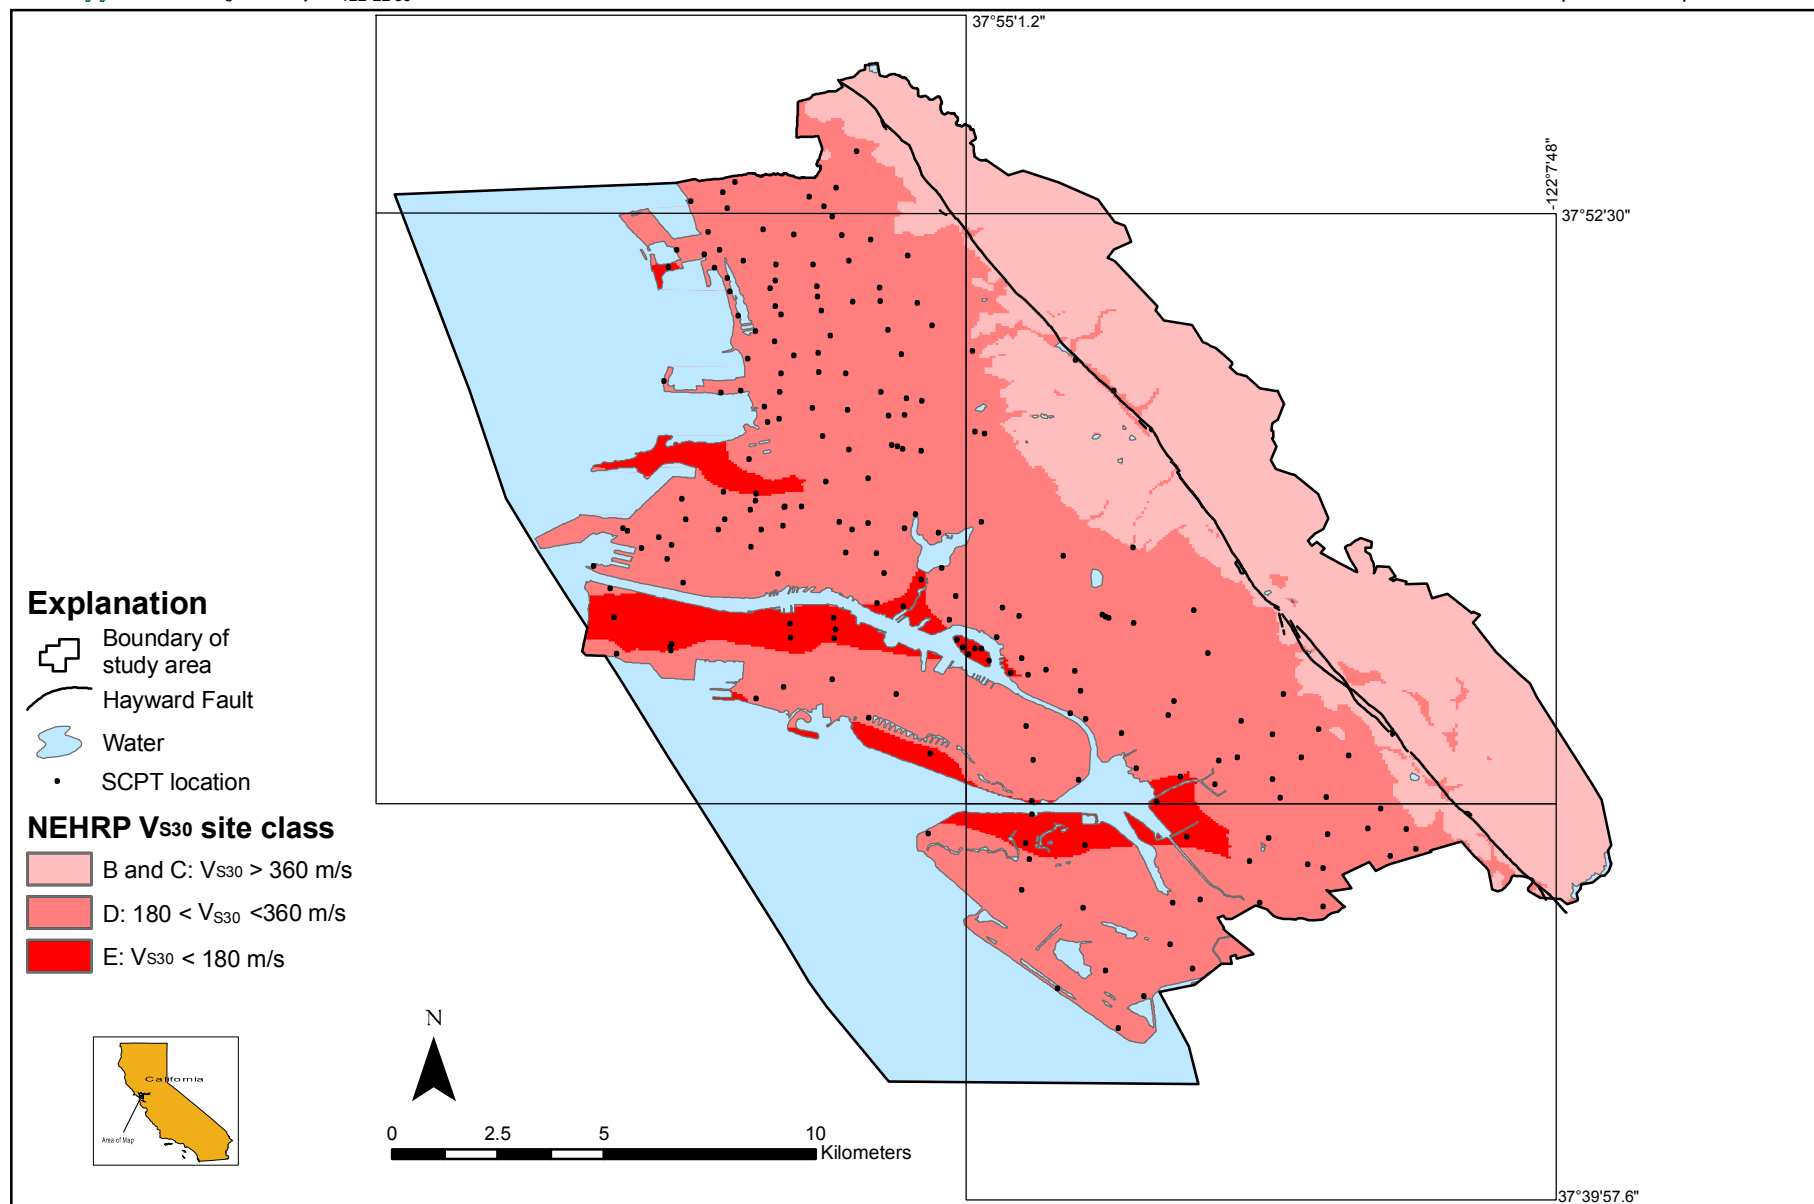 37°55'1.2"
-122°7'48"
37°52'30"
Explanation
Boundary of
study area
Hayward Fault
Water
SCPT location
NEHRP VS30 site class
B and C: VS30 > 360 m/s
D: 180 < VS30 <360 m/s
E: VS30 < 180 m/s
California
Area of Map
N
0 2.5 5 10
Kilometers
37°39'57.6"